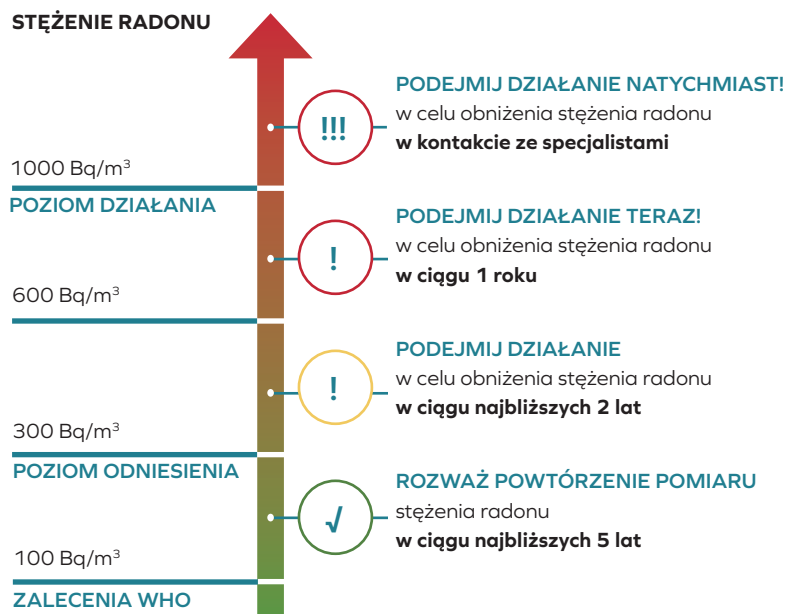 STĘŻENIE RADONU
!!!
PODEJMIJ DZIAŁANIE NATYCHMIAST!
w celu obniżenia stężenia radonu
w kontakcie ze specjalistami
1000 Bq/m³
POZIOM DZIAŁANIA
!
PODEJMIJ DZIAŁANIE TERAZ!
w celu obniżenia stężenia radonu
w ciągu 1 roku
600 Bq/m³
!
PODEJMIJ DZIAŁANIE
w celu obniżenia stężenia radonu
w ciągu najbliższych 2 lat
300 Bq/m³
POZIOM ODNIESIENIA
√
ROZWAŻ POWTÓRZENIE POMIARU
stężenia radonu
w ciągu najbliższych 5 lat
100 Bq/m³
ZALECENIA WHO